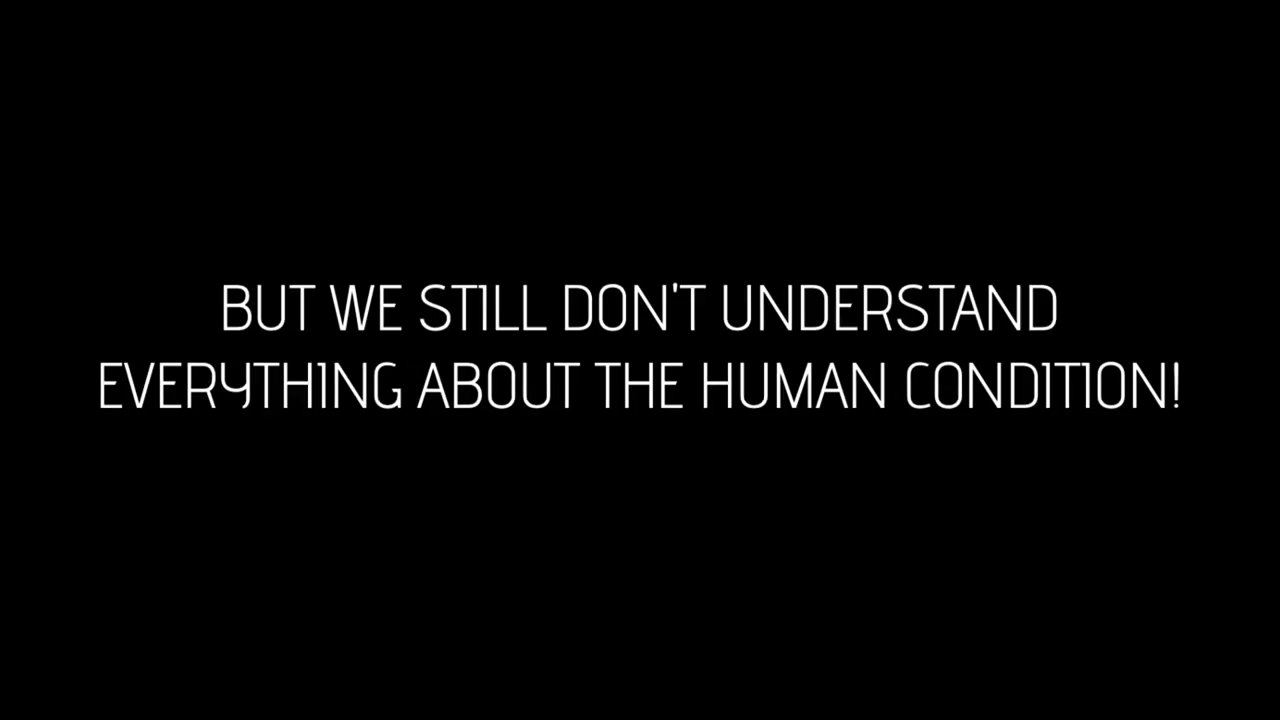 BUT WE STILL DON'T UNDERSTAND
EVERYTHING ABOUT THE HUMAN CONDITION!